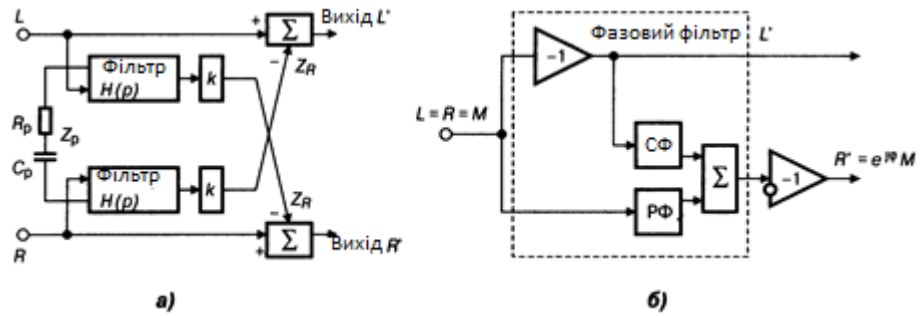 L
+
Σ
Вихід L'
−
Z_R
Фільтр
H(p)
k
R_p
Z_p
C_p
Фільтр
H(p)
k
Z_R
−
R
+
Σ
Вихід R'
а)
Фазовий фільтр
L'
−1
L = R = M
СФ
Σ
−1
R' = e^{jφ} M
РФ
б)